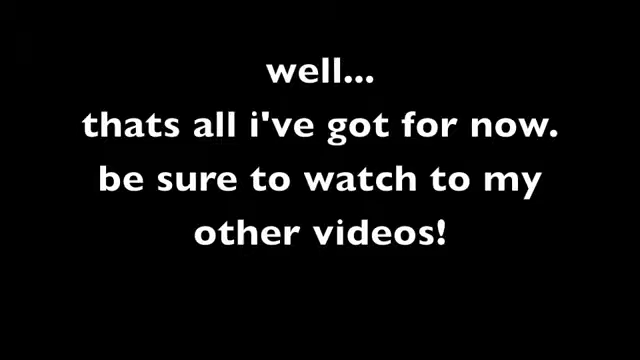 well...
thats all i've got for now.
be sure to watch to my
other videos!